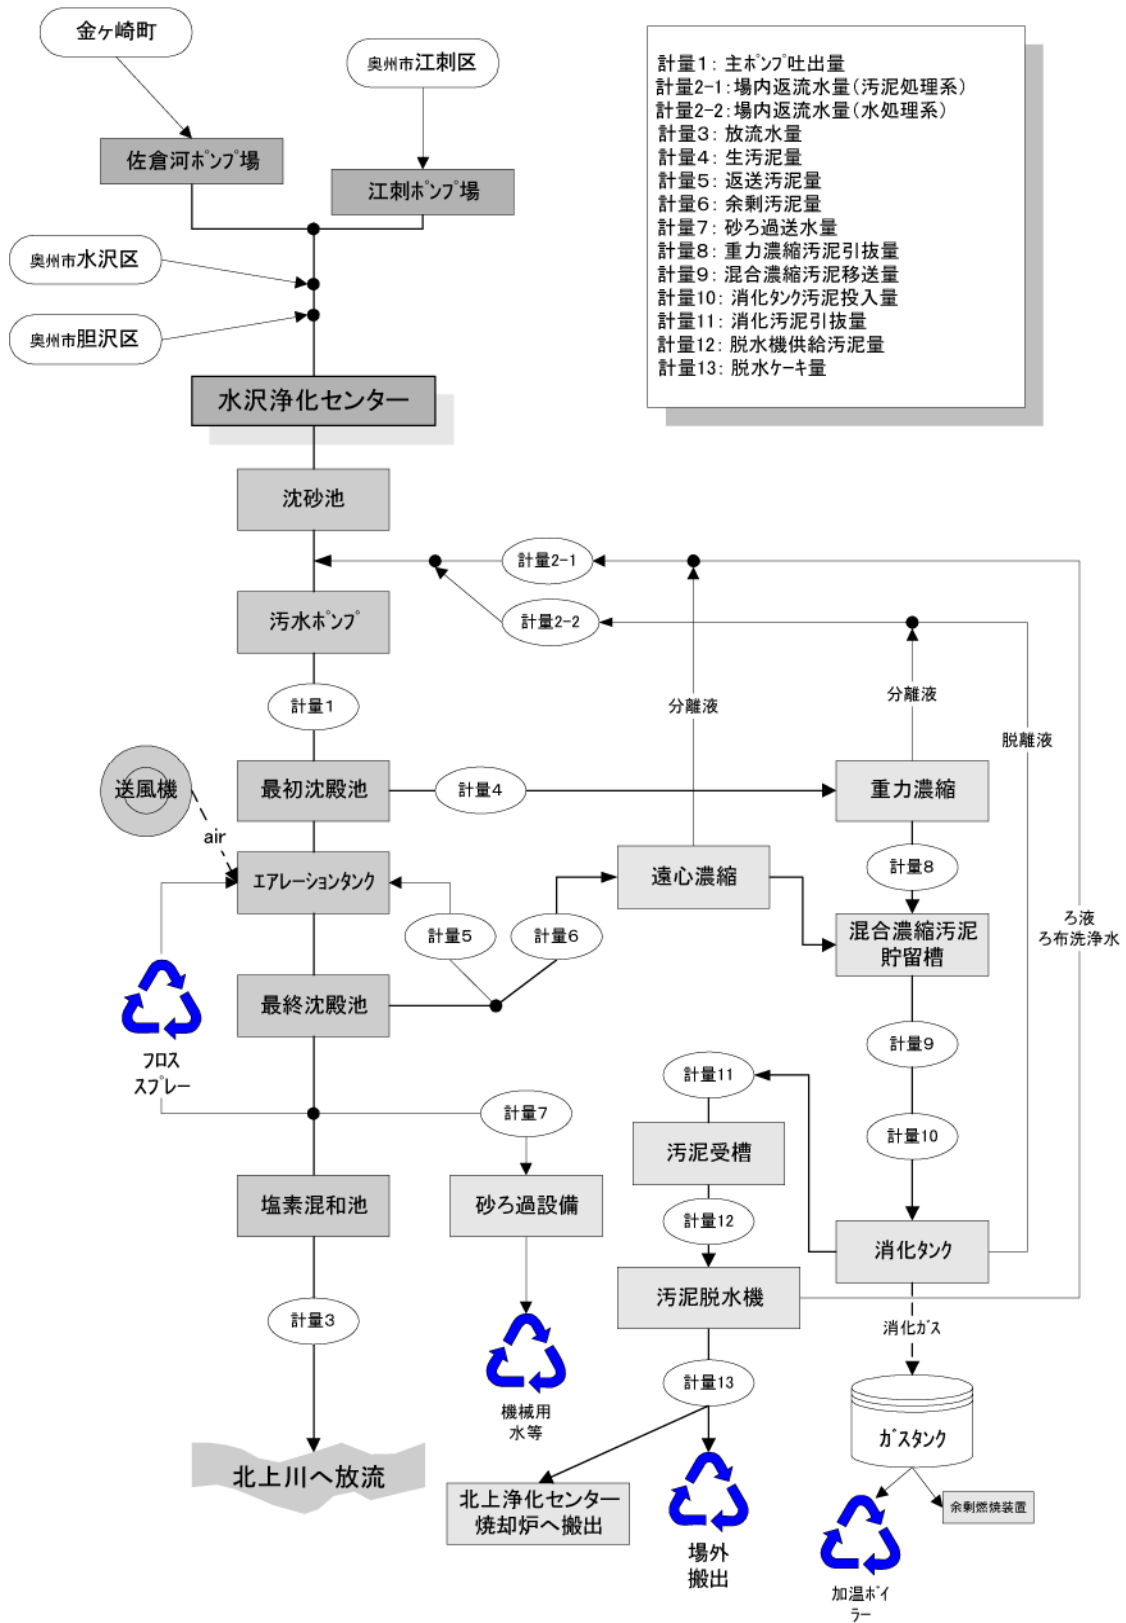 金ヶ崎町
奥州市江刺区
計量1: 主ﾎﾟﾝﾌﾟ吐出量
計量2-1:場内返流水量(汚泥処理系)
計量2-2:場内返流水量(水処理系)
計量3: 放流水量
計量4: 生汚泥量
計量5: 返送汚泥量
計量6: 余剰汚泥量
計量7: 砂ろ過送水量
計量8: 重力濃縮汚泥引抜量
計量9: 混合濃縮汚泥移送量
計量10: 消化ﾀﾝｸ汚泥投入量
計量11: 消化汚泥引抜量
計量12: 脱水機供給汚泥量
計量13: 脱水ケｰｷ量
佐倉河ﾎﾟﾝﾌﾟ場
江刺ﾎﾟﾝﾌﾟ場
奥州市水沢区
奥州市胆沢区
水沢浄化センター
沈砂池
計量2-1
汚水ﾎﾟﾝﾌﾟ
計量2-2
計量1
分離液
分離液
脱離液
送風機
最初沈殿池
計量4
重力濃縮
air
エアレｰションタンク
遠心濃縮
計量8
計量5
計量6
混合濃縮汚泥
貯留槽
ろ液
ろ布洗浄水
最終沈殿池
計量9
フロス
スプレー
計量11
計量7
計量10
汚泥受槽
塩素混和池
砂ろ過設備
計量12
消化ﾀﾝｸ
汚泥脱水機
計量3
消化ｶﾞｽ
計量13
機械用
水等
ｶﾞｽﾀﾝｸ
北上川へ放流
北上浄化センター
焼却炉へ搬出
余剰燃焼装置
場外
搬出
加温ﾎﾞｲ
ラー